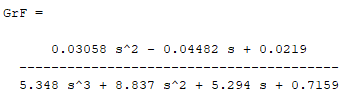 GrF =
0.03058 s^2 - 0.04482 s + 0.0219
----------------------------------------
5.348 s^3 + 8.837 s^2 + 5.294 s + 0.7159